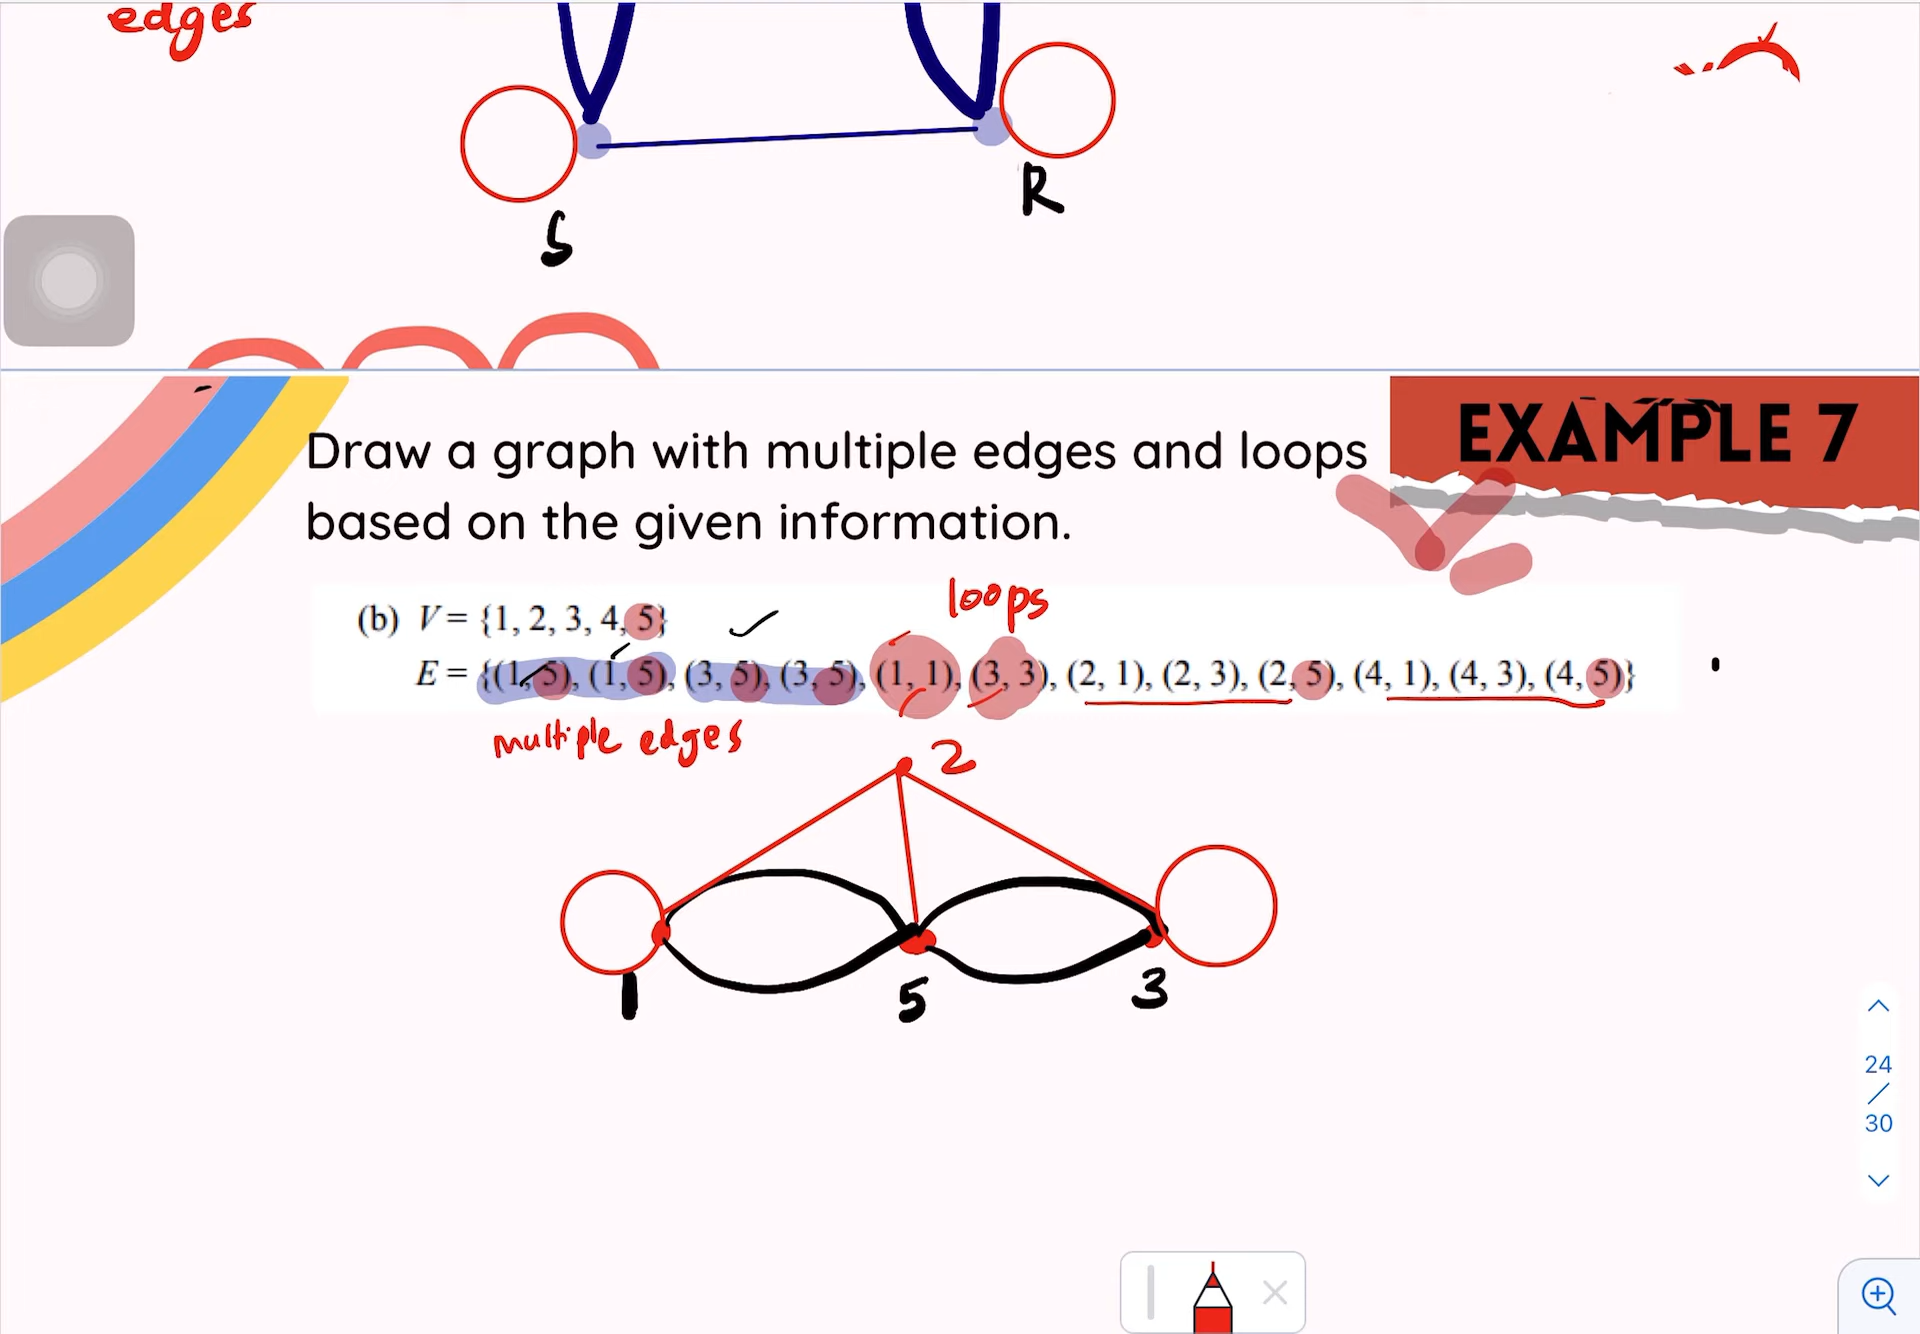 edges
R
S
EXAMPLE 7
Draw a graph with multiple edges and loops
based on the given information.
loops
(b) V = {1, 2, 3, 4, 5}
E = {(1, 5), (1, 5), (3, 5), (3, 5), (1, 1), (3, 3), (2, 1), (2, 3), (2, 5), (4, 1), (4, 3), (4, 5)}
multiple edges
2
1
5
3
24
/
30